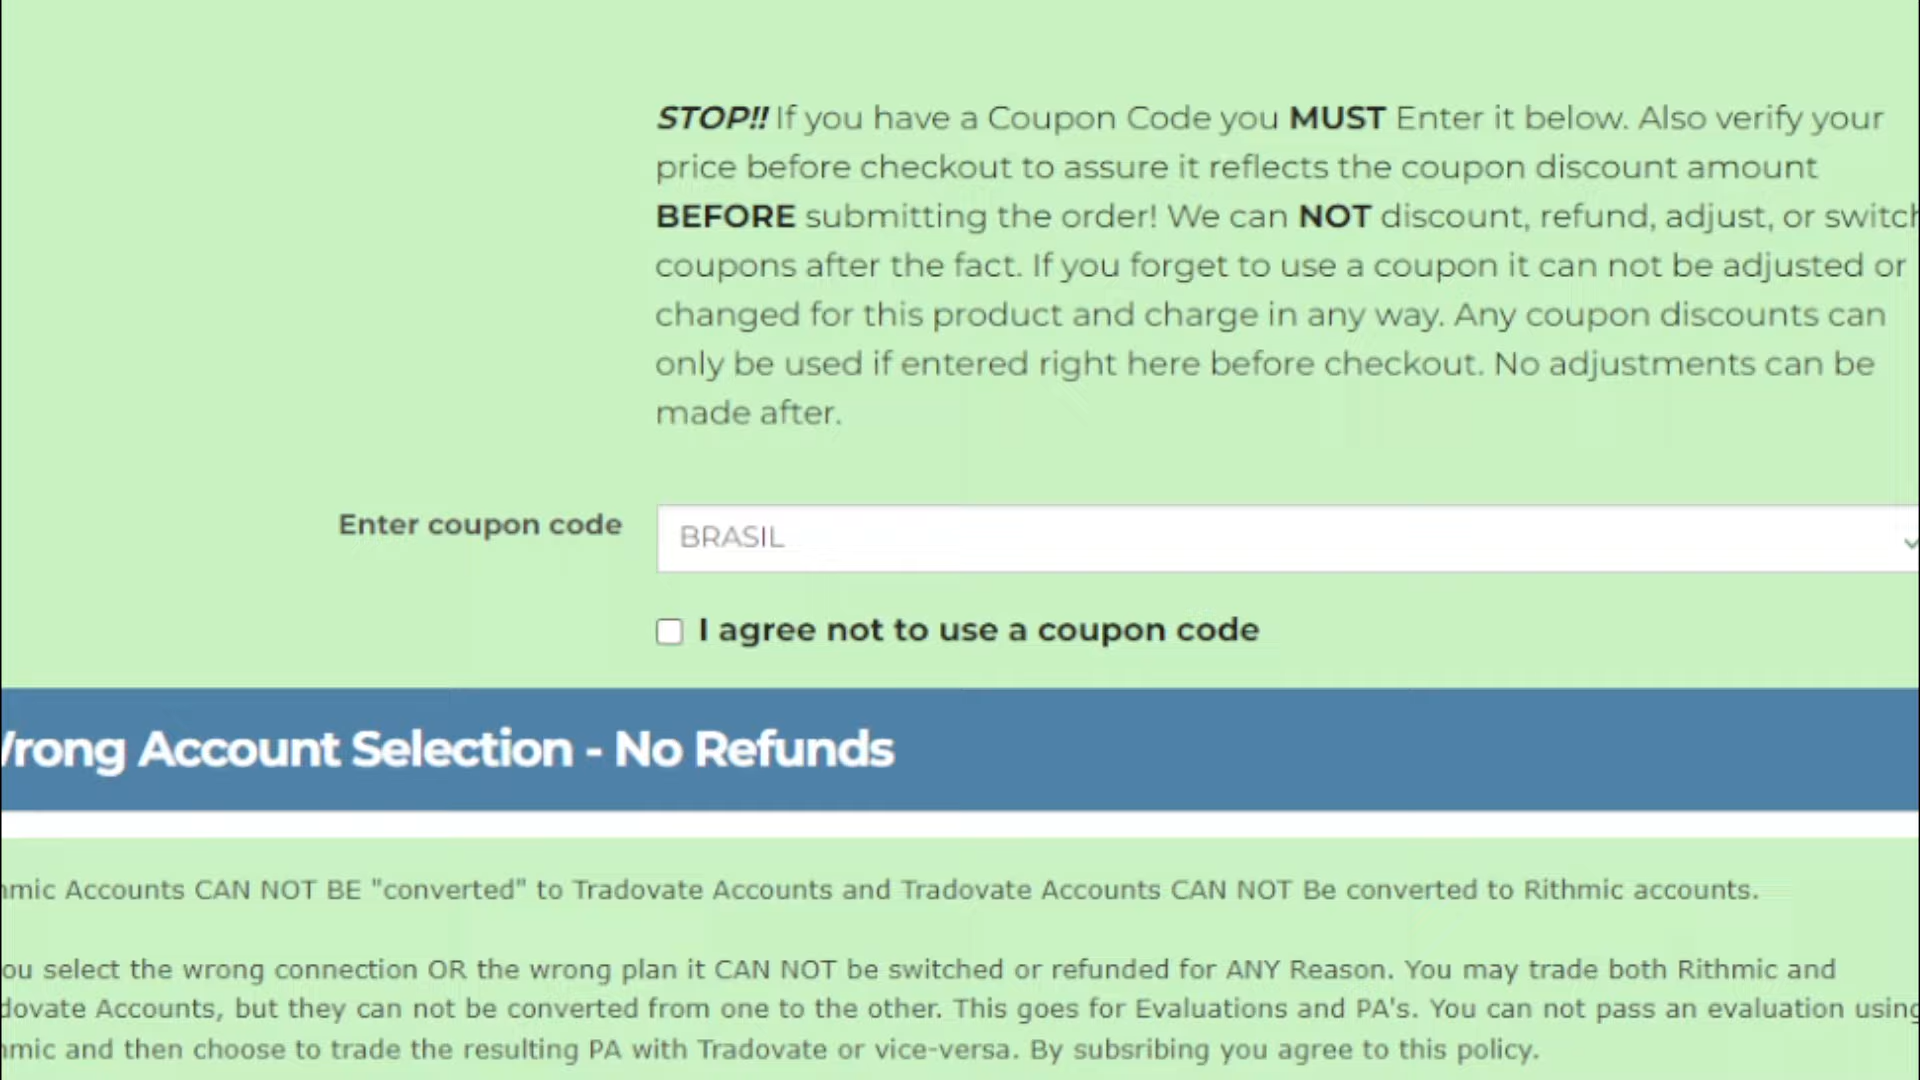 STOP!! If you have a Coupon Code you MUST Enter it below. Also verify your
price before checkout to assure it reflects the coupon discount amount
BEFORE submitting the order! We can NOT discount, refund, adjust, or switch
coupons after the fact. If you forget to use a coupon it can not be adjusted or
changed for this product and charge in any way. Any coupon discounts can
only be used if entered right here before checkout. No adjustments can be
made after.
Enter coupon code
BRASIL
I agree not to use a coupon code
Wrong Account Selection - No Refunds
hmic Accounts CAN NOT BE "converted" to Tradovate Accounts and Tradovate Accounts CAN NOT Be converted to Rithmic accounts.
ou select the wrong connection OR the wrong plan it CAN NOT be switched or refunded for ANY Reason. You may trade both Rithmic and
dovate Accounts, but they can not be converted from one to the other. This goes for Evaluations and PA's. You can not pass an evaluation using
hmic and then choose to trade the resulting PA with Tradovate or vice-versa. By subsribing you agree to this policy.